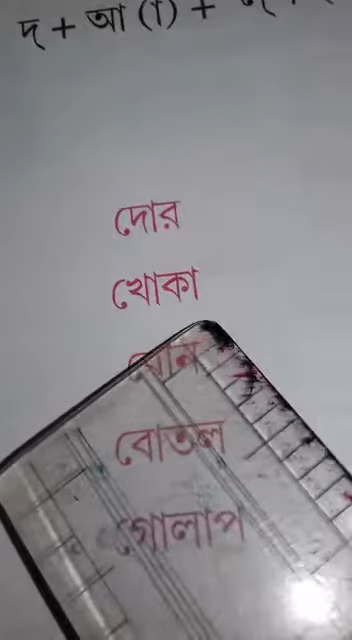 দ + আ (া) +
দোর
খোকা
বোতল
গোলাপ